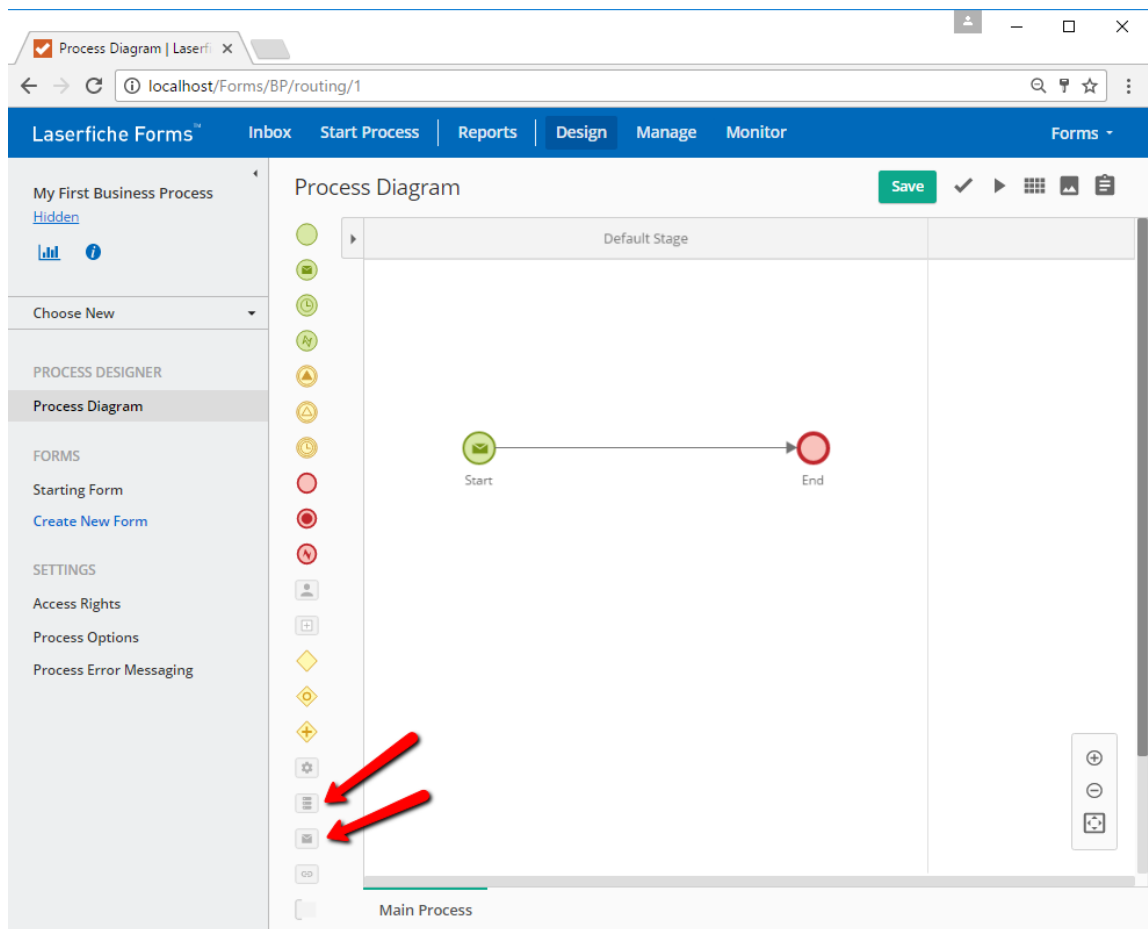 Process Diagram | Laserfi
localhost/Forms/BP/routing/1
Laserfiche Forms™ Inbox Start Process Reports Design Manage Monitor Forms
My First Business Process
Hidden
Process Diagram
Save
Choose New
PROCESS DESIGNER
Process Diagram
FORMS
Starting Form
Create New Form
SETTINGS
Access Rights
Process Options
Process Error Messaging
Default Stage
Start
End
Main Process